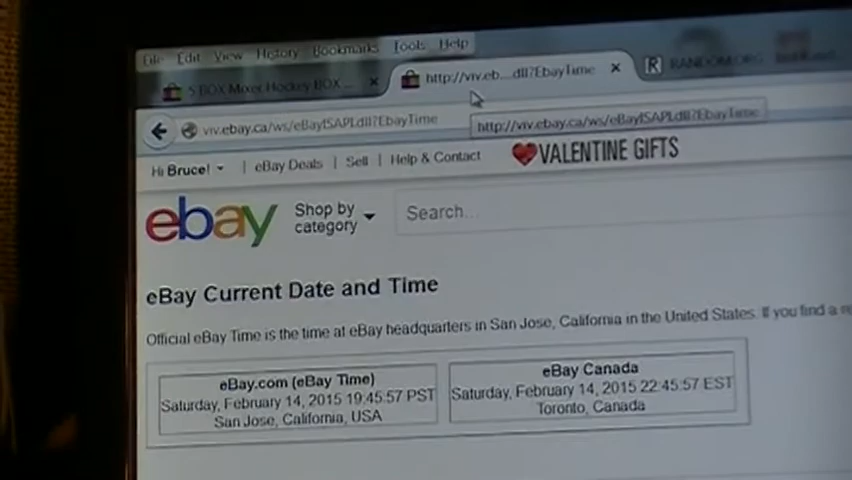 File Edit View History Bookmarks Tools Help
5 BOX Mixer Hockey BOX ... × http://viv.eb...dll?EbayTime × R RANDOM.ORG
viv.ebay.ca/ws/eBayISAPI.dll?EbayTime http://viv.ebay.ca/ws/eBayISAPI.dll?EbayTime
Hi Bruce! | eBay Deals | Sell | Help & Contact VALENTINE GIFTS
ebay Shop by category Search...
eBay Current Date and Time
Official eBay Time is the time at eBay headquarters in San Jose, California in the United States. If you find a
eBay.com (eBay Time)
Saturday, February 14, 2015 19:45:57 PST
San Jose, California, USA
eBay Canada
Saturday, February 14, 2015 22:45:57 EST
Toronto, Canada